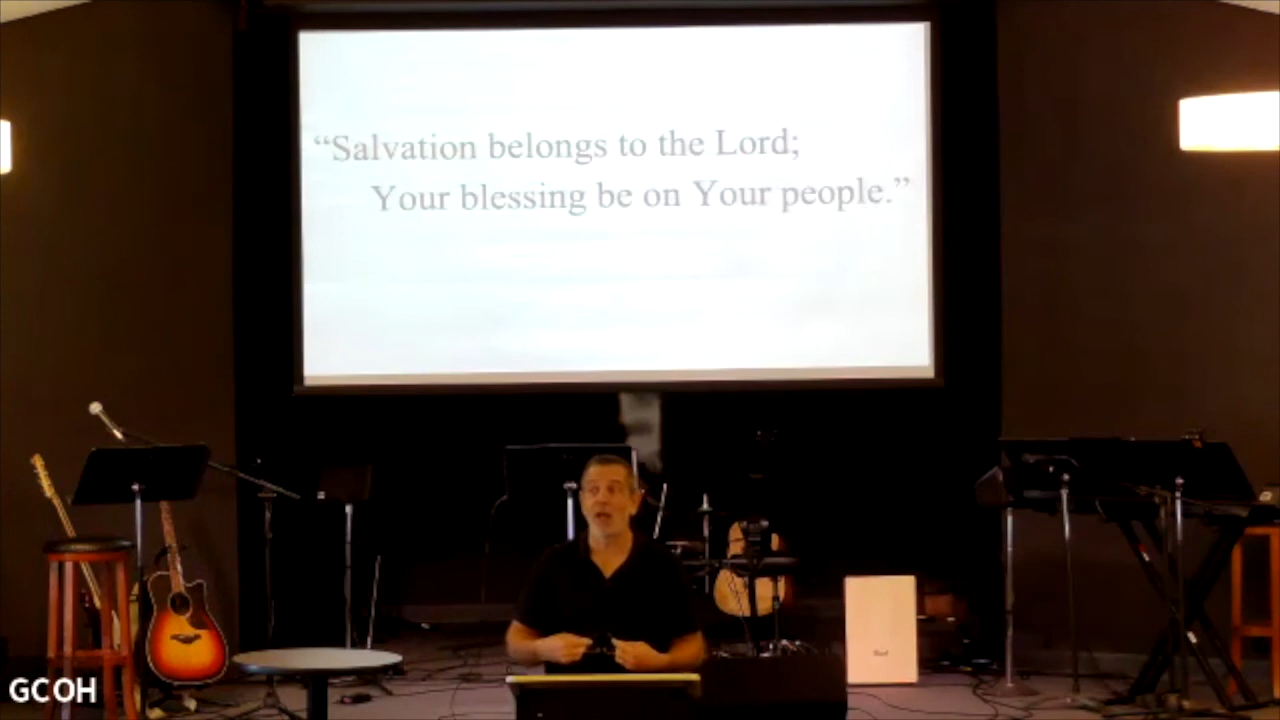 “Salvation belongs to the Lord;
Your blessing be on Your people.”
GCOH